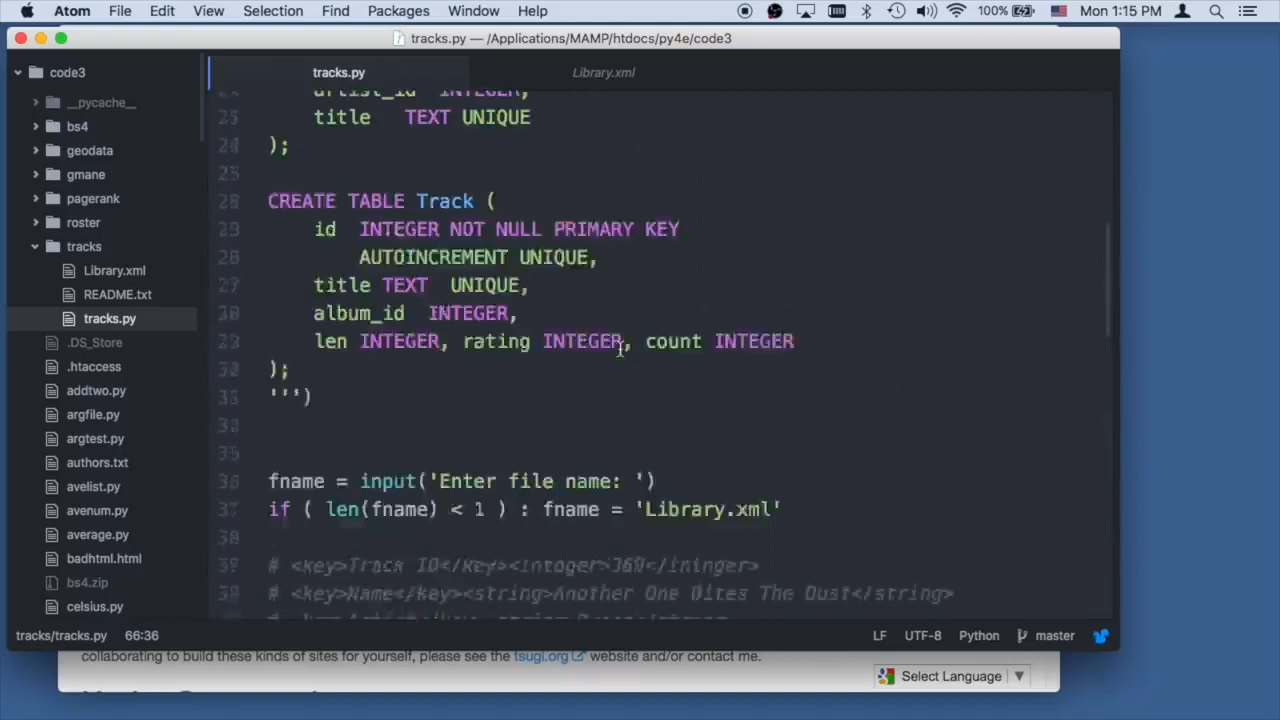 Atom File Edit View Selection Find Packages Window Help 100% Mon 1:15 PM
tracks.py — /Applications/MAMP/htdocs/py4e/code3
code3
__pycache__
bs4
geodata
gmane
pagerank
roster
tracks
Library.xml
README.txt
tracks.py
.DS_Store
.htaccess
addtwo.py
argfile.py
argtest.py
authors.txt
avelist.py
avenum.py
average.py
badhtml.html
bs4.zip
celsius.py
tracks.py Library.xml
artist_id INTEGER,
title TEXT UNIQUE
);
CREATE TABLE Track (
id INTEGER NOT NULL PRIMARY KEY
AUTOINCREMENT UNIQUE,
title TEXT UNIQUE,
album_id INTEGER,
len INTEGER, rating INTEGER, count INTEGER
);
''')
36 fname = input('Enter file name: ')
37 if ( len(fname) < 1 ) : fname = 'Library.xml'
# <key>Track ID</key><integer>369</
# <key>Name</key><string>Another One Bites The Dust</string>
tracks/tracks.py 66:36 LF UTF-8 Python master
collaborating to build these kinds of sites for yourself, please see the tsugi.org website and/or contact me.
Select Language